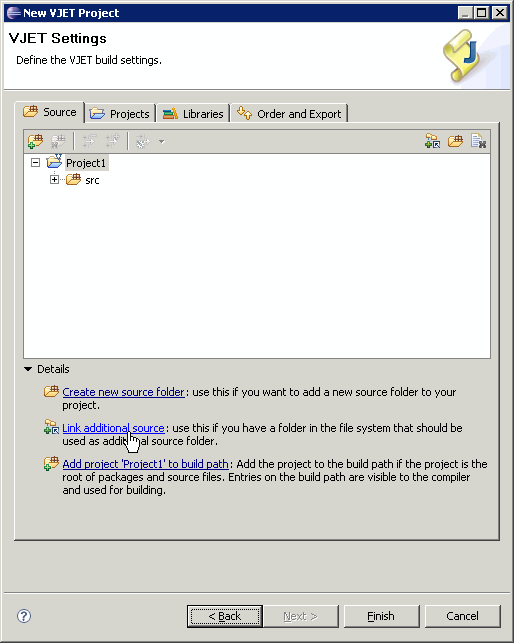 New VJET Project
VJET Settings
Define the VJET build settings.
J
Source
Projects
Libraries
Order and Export
Project1
src
Details
Create new source folder: use this if you want to add a new source folder to your
project.
Link additional source: use this if you have a folder in the file system that should be
used as additional source folder.
Add project 'Project1' to build path: Add the project to the build path if the project is the
root of packages and source files. Entries on the build path are visible to the compiler
and used for building.
?
< Back
Next >
Finish
Cancel